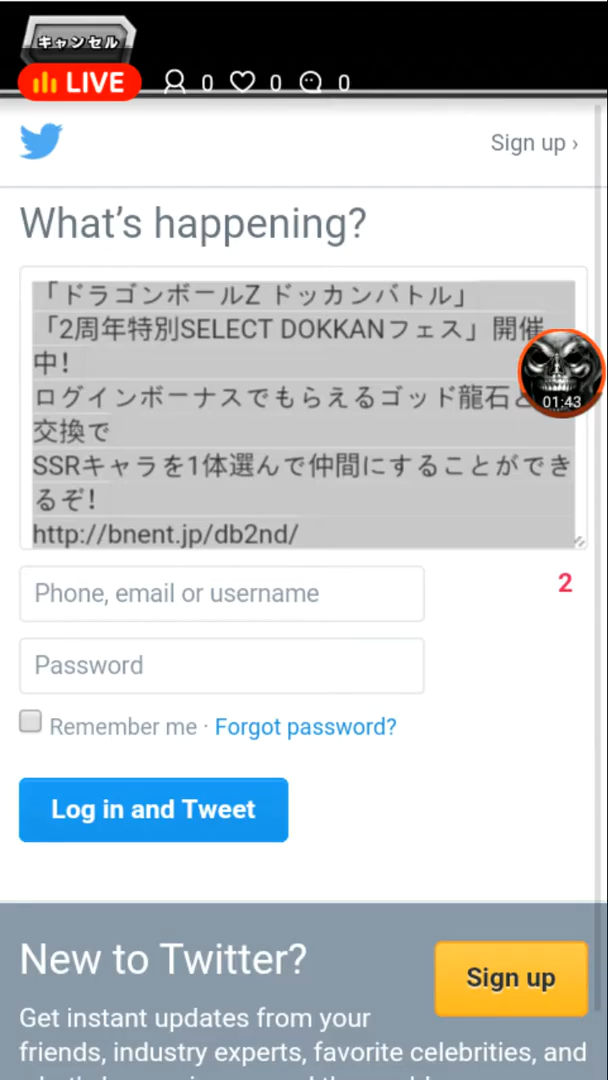 キャンセル
LIVE 0 0 0
Sign up ›
What's happening?
「ドラゴンボールZ ドッカンバトル」
「2周年特別SELECT DOKKANフェス」開催
中!
ログインボーナスでもらえるゴッド龍石と
交換で
SSRキャラを1体選んで仲間にすることができ
るぞ!
http://bnent.jp/db2nd/
01:43
Phone, email or username
2
Password
Remember me · Forgot password?
Log in and Tweet
New to Twitter?
Sign up
Get instant updates from your
friends, industry experts, favorite celebrities, and